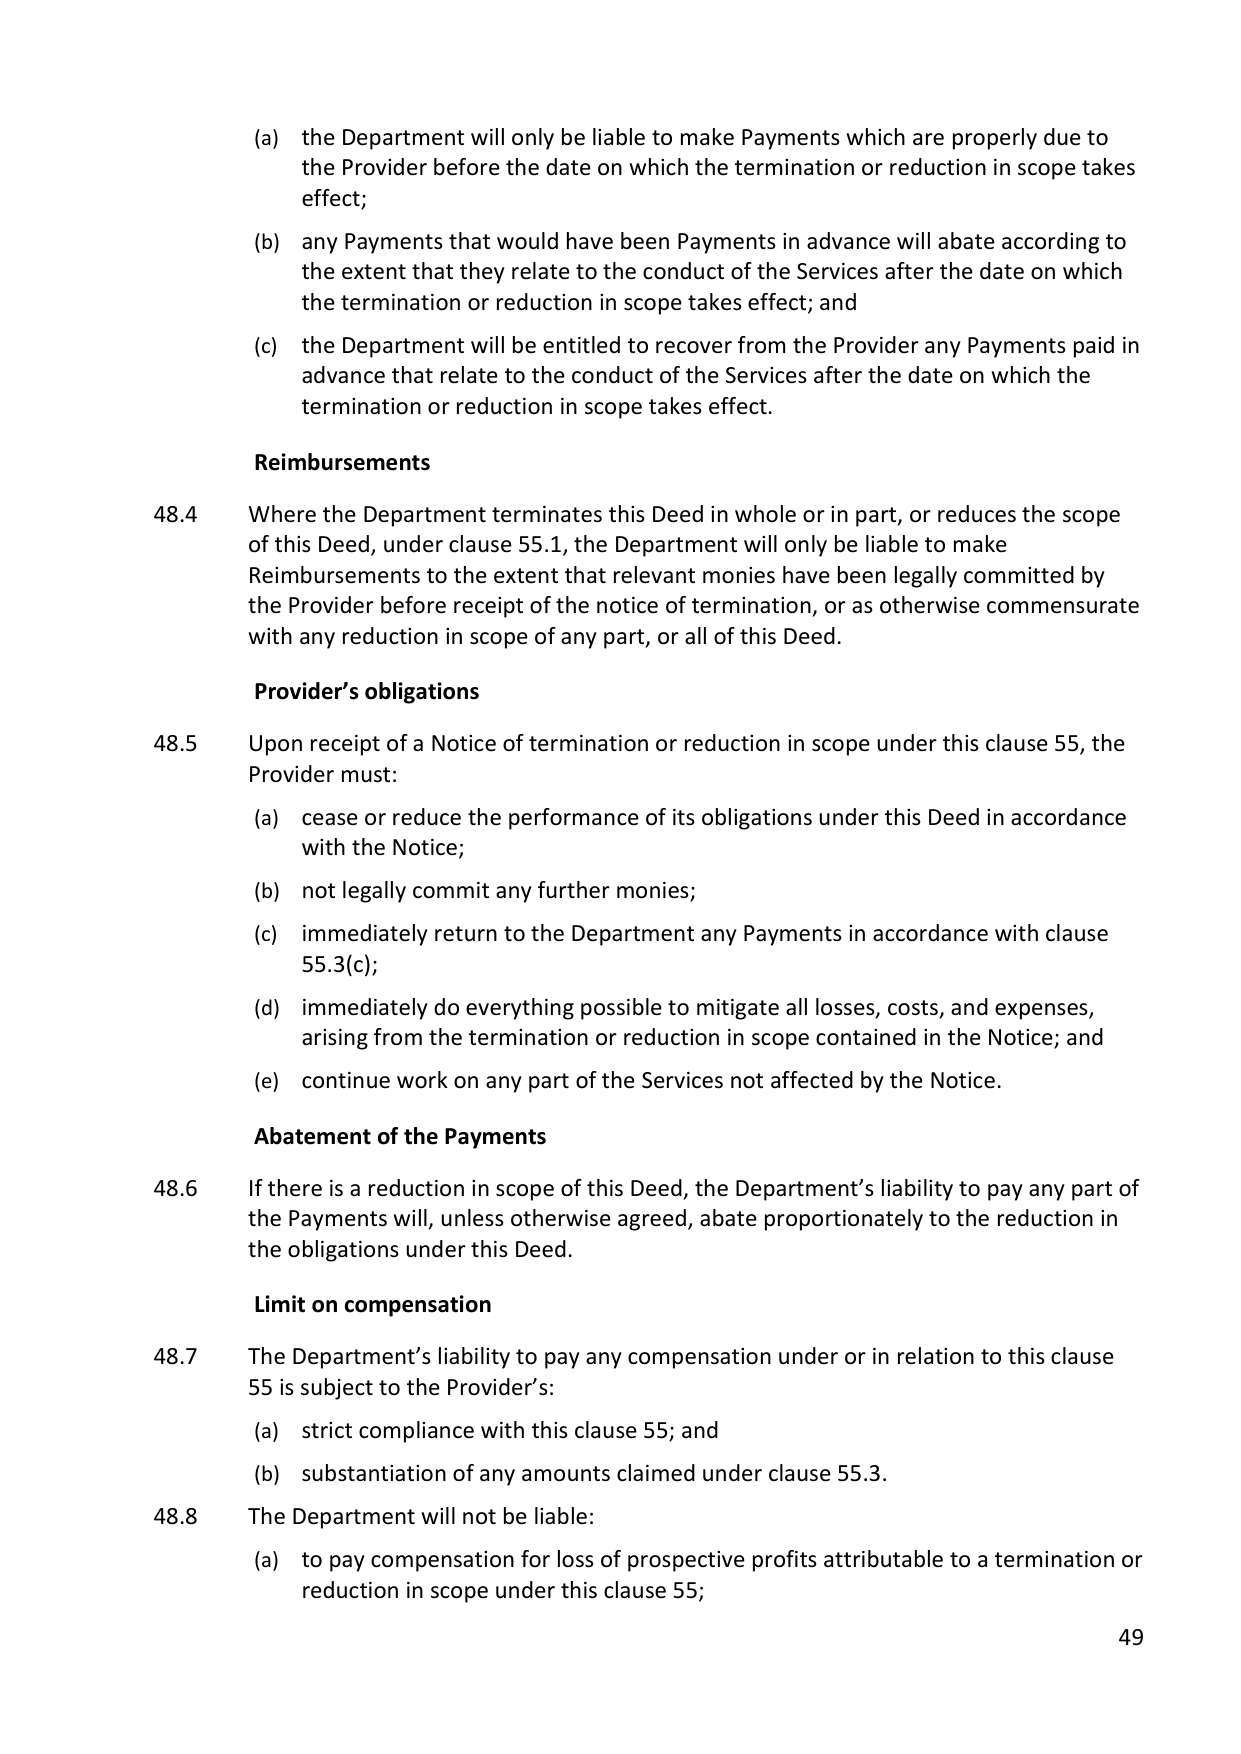 (a) the Department will only be liable to make Payments which are properly due to
the Provider before the date on which the termination or reduction in scope takes
effect;
(b) any Payments that would have been Payments in advance will abate according to
the extent that they relate to the conduct of the Services after the date on which
the termination or reduction in scope takes effect; and
(c) the Department will be entitled to recover from the Provider any Payments paid in
advance that relate to the conduct of the Services after the date on which the
termination or reduction in scope takes effect.
Reimbursements
48.4 Where the Department terminates this Deed in whole or in part, or reduces the scope
of this Deed, under clause 55.1, the Department will only be liable to make
Reimbursements to the extent that relevant monies have been legally committed by
the Provider before receipt of the notice of termination, or as otherwise commensurate
with any reduction in scope of any part, or all of this Deed.
Provider’s obligations
48.5 Upon receipt of a Notice of termination or reduction in scope under this clause 55, the
Provider must:
(a) cease or reduce the performance of its obligations under this Deed in accordance
with the Notice;
(b) not legally commit any further monies;
(c) immediately return to the Department any Payments in accordance with clause
55.3(c);
(d) immediately do everything possible to mitigate all losses, costs, and expenses,
arising from the termination or reduction in scope contained in the Notice; and
(e) continue work on any part of the Services not affected by the Notice.
Abatement of the Payments
48.6 If there is a reduction in scope of this Deed, the Department’s liability to pay any part of
the Payments will, unless otherwise agreed, abate proportionately to the reduction in
the obligations under this Deed.
Limit on compensation
48.7 The Department’s liability to pay any compensation under or in relation to this clause
55 is subject to the Provider’s:
(a) strict compliance with this clause 55; and
(b) substantiation of any amounts claimed under clause 55.3.
48.8 The Department will not be liable:
(a) to pay compensation for loss of prospective profits attributable to a termination or
reduction in scope under this clause 55;
49